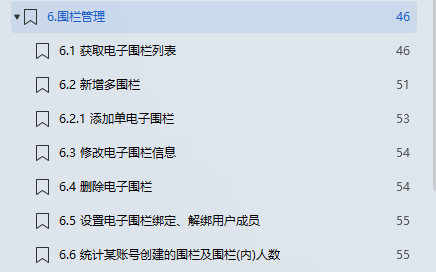 6.围栏管理 46
6.1 获取电子围栏列表 46
6.2 新增多围栏 51
6.2.1 添加单电子围栏 53
6.3 修改电子围栏信息 54
6.4 删除电子围栏 54
6.5 设置电子围栏绑定、解绑用户成员 55
6.6 统计某账号创建的围栏及围栏(内)人数 55